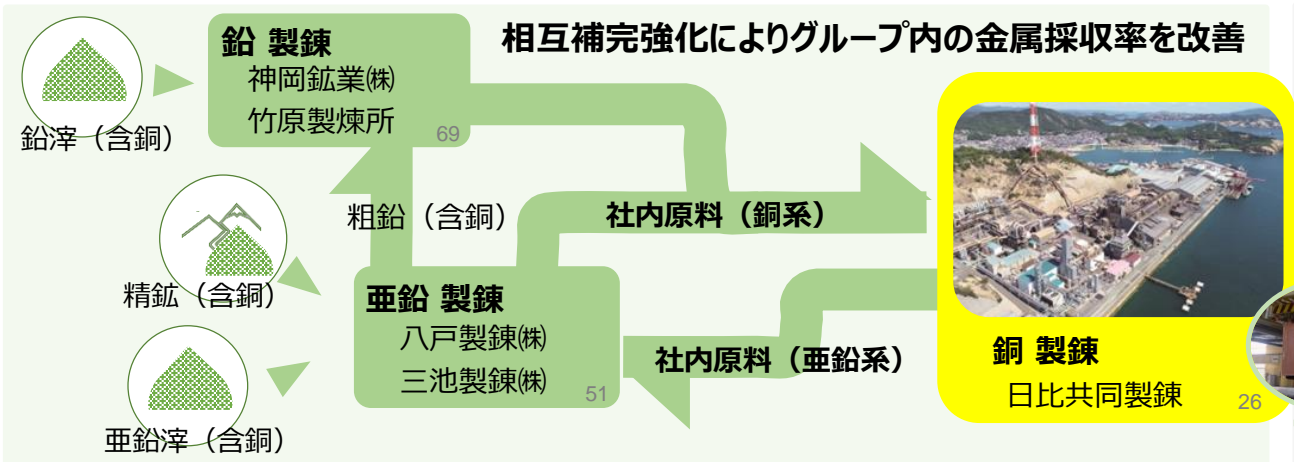 相互補完強化によりグループ内の金属採収率を改善
鉛 製錬
神岡鉱業㈱
竹原製煉所
69
鉛滓（含銅）
粗鉛（含銅）
社内原料（銅系）
精鉱（含銅）
亜鉛 製錬
八戸製錬㈱
三池製錬㈱
51
亜鉛滓（含銅）
社内原料（亜鉛系）
銅 製錬
日比共同製錬
26